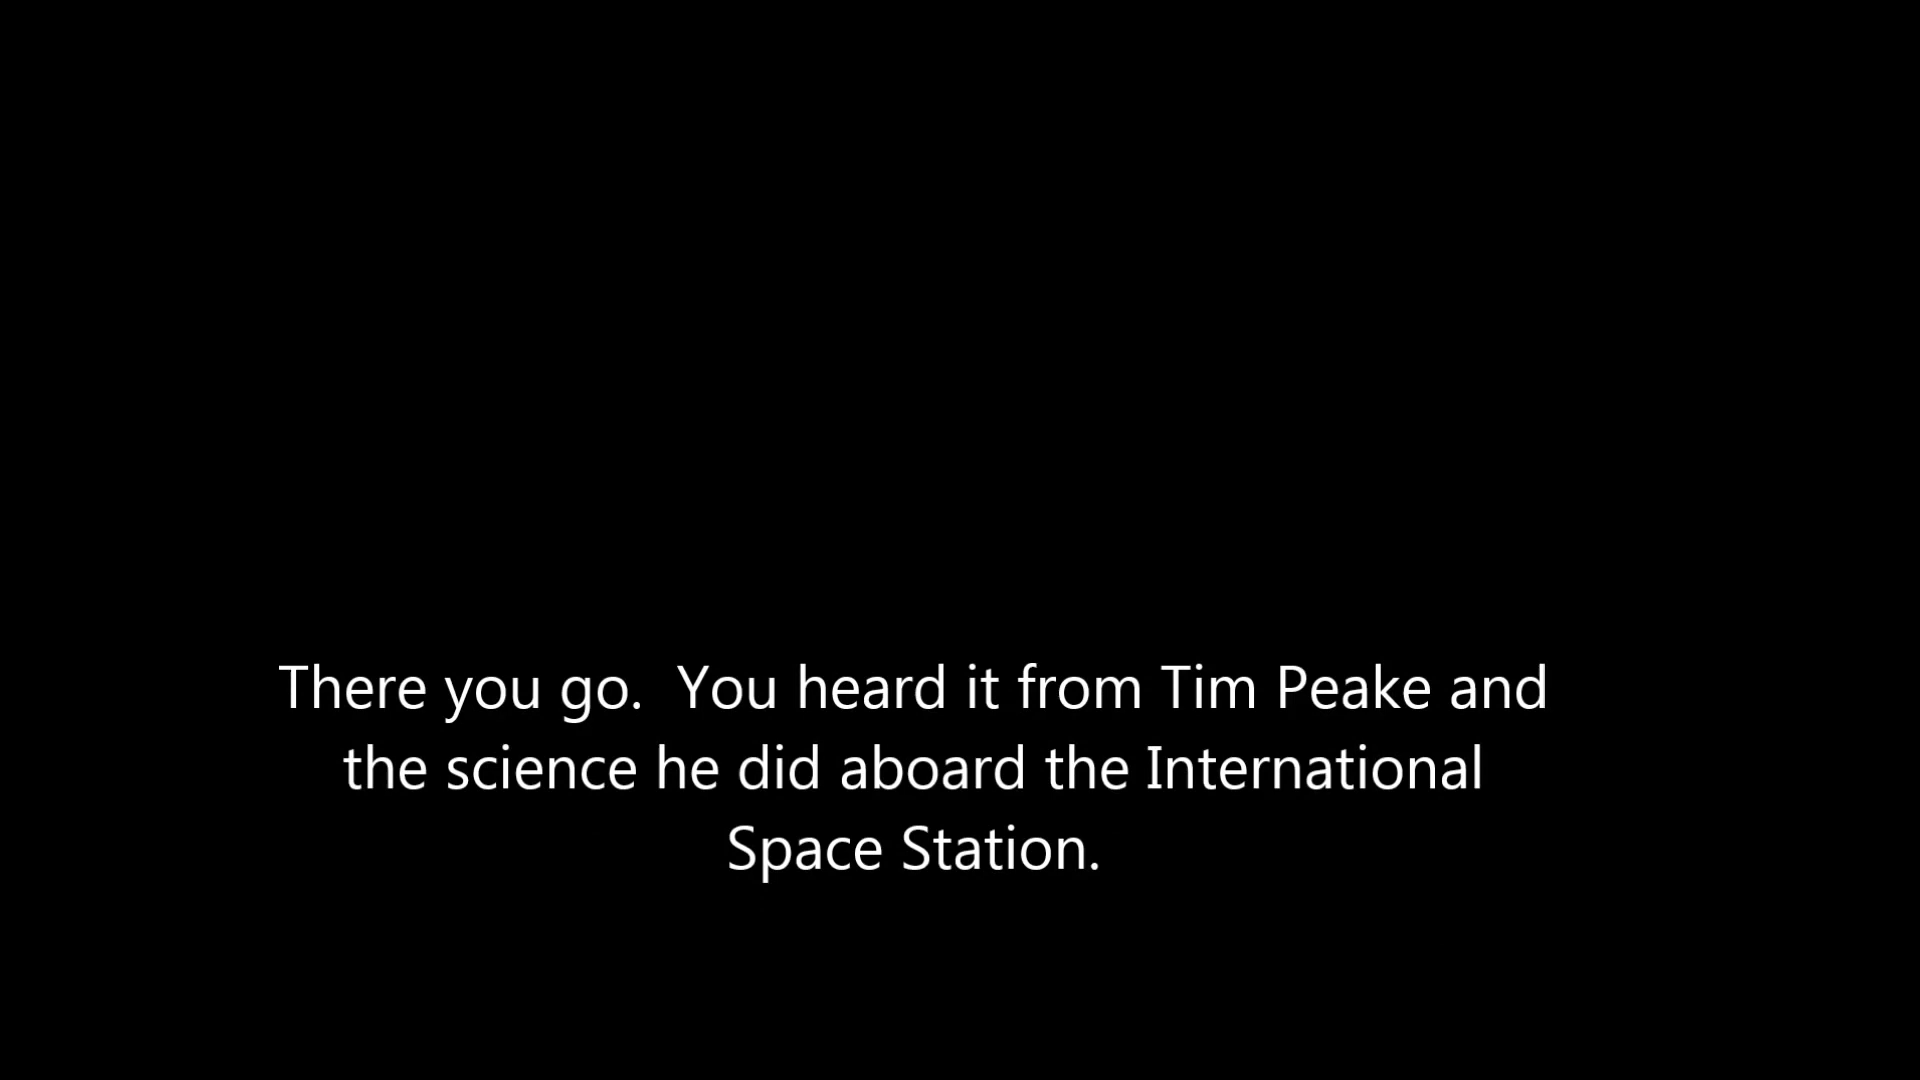 There you go.  You heard it from Tim Peake and
the science he did aboard the International
Space Station.